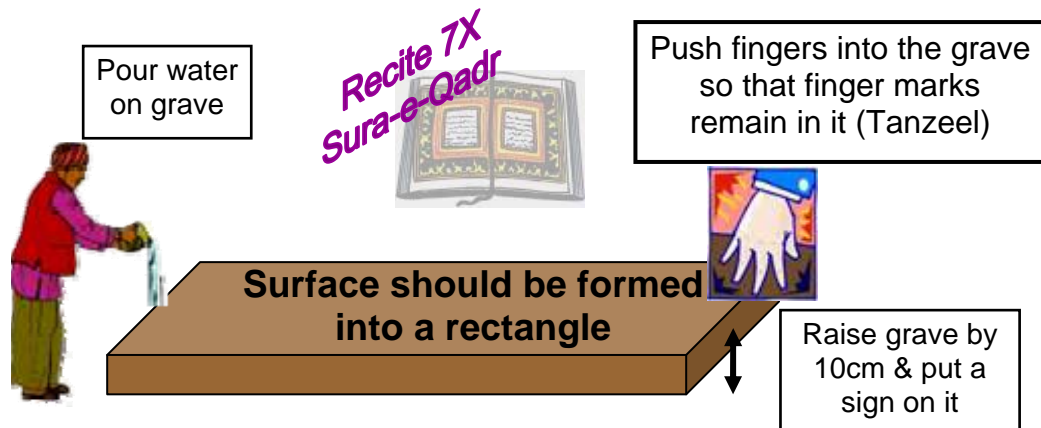 Pour water
on grave
Recite 7X
Sura-e-Qadr
Push fingers into the grave
so that finger marks
remain in it (Tanzeel)
Surface should be formed
into a rectangle
Raise grave by
10cm & put a
sign on it